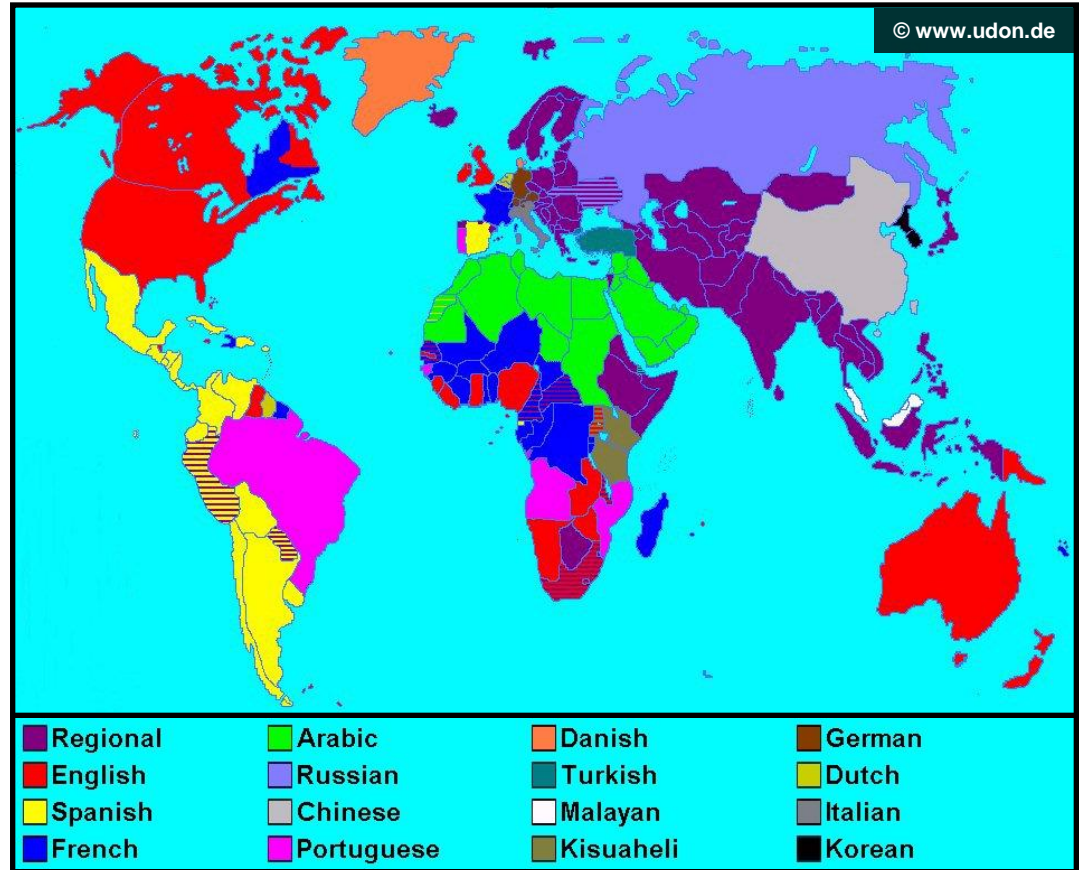 © www.udon.de
Regional Arabic Danish German
English Russian Turkish Dutch
Spanish Chinese Malayan Italian
French Portuguese Kisuaheli Korean